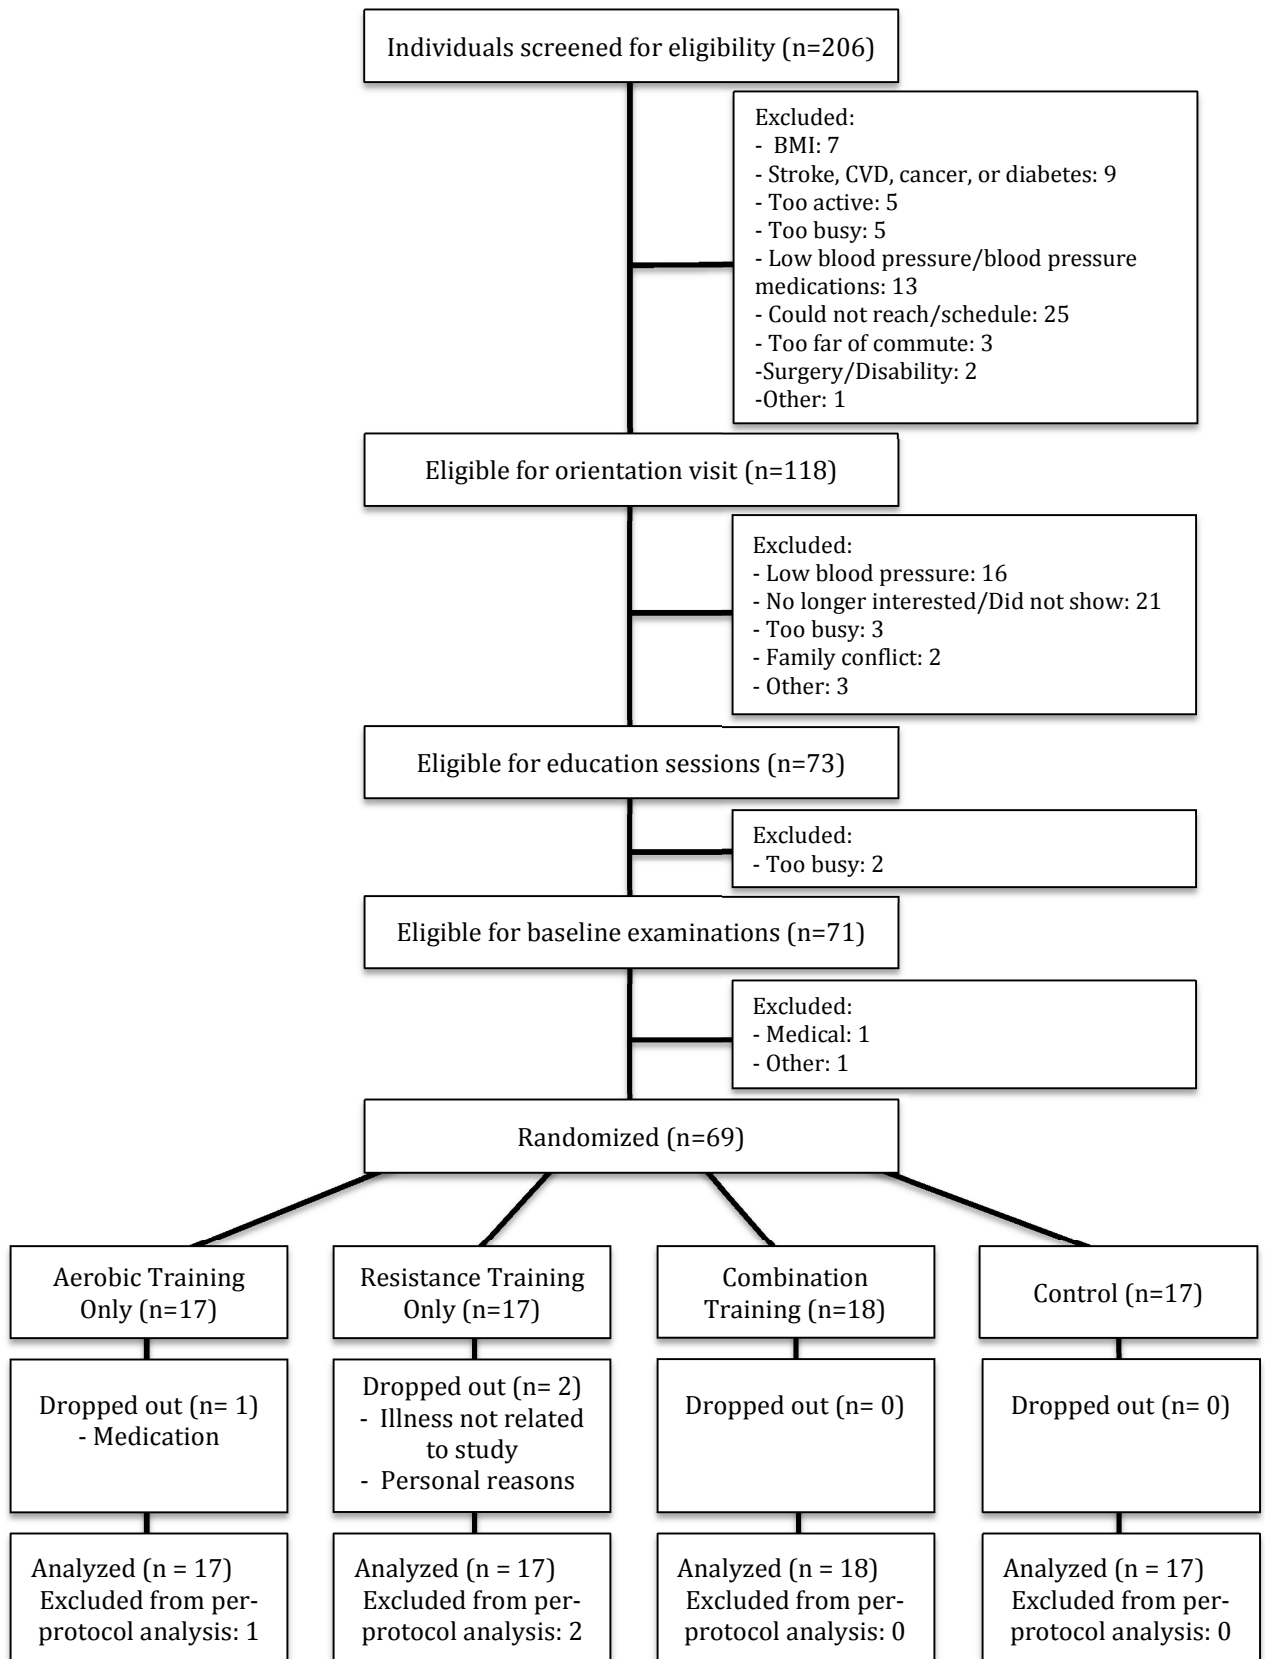 Individuals screened for eligibility (n=206)
Excluded:
- BMI: 7
- Stroke, CVD, cancer, or diabetes: 9
- Too active: 5
- Too busy: 5
- Low blood pressure/blood pressure
medications: 13
- Could not reach/schedule: 25
- Too far of commute: 3
-Surgery/Disability: 2
-Other: 1
Eligible for orientation visit (n=118)
Excluded:
- Low blood pressure: 16
- No longer interested/Did not show: 21
- Too busy: 3
- Family conflict: 2
- Other: 3
Eligible for education sessions (n=73)
Excluded:
- Too busy: 2
Eligible for baseline examinations (n=71)
Excluded:
- Medical: 1
- Other: 1
Randomized (n=69)
Aerobic Training
Only (n=17)
Resistance Training
Only (n=17)
Combination
Training (n=18)
Control (n=17)
Dropped out (n= 1)
- Medication
Dropped out (n= 2)
- Illness not related
to study
- Personal reasons
Dropped out (n= 0)
Dropped out (n= 0)
Analyzed (n = 17)
Excluded from per-
protocol analysis: 1
Analyzed (n = 17)
Excluded from per-
protocol analysis: 2
Analyzed (n = 18)
Excluded from per-
protocol analysis: 0
Analyzed (n = 17)
Excluded from per-
protocol analysis: 0